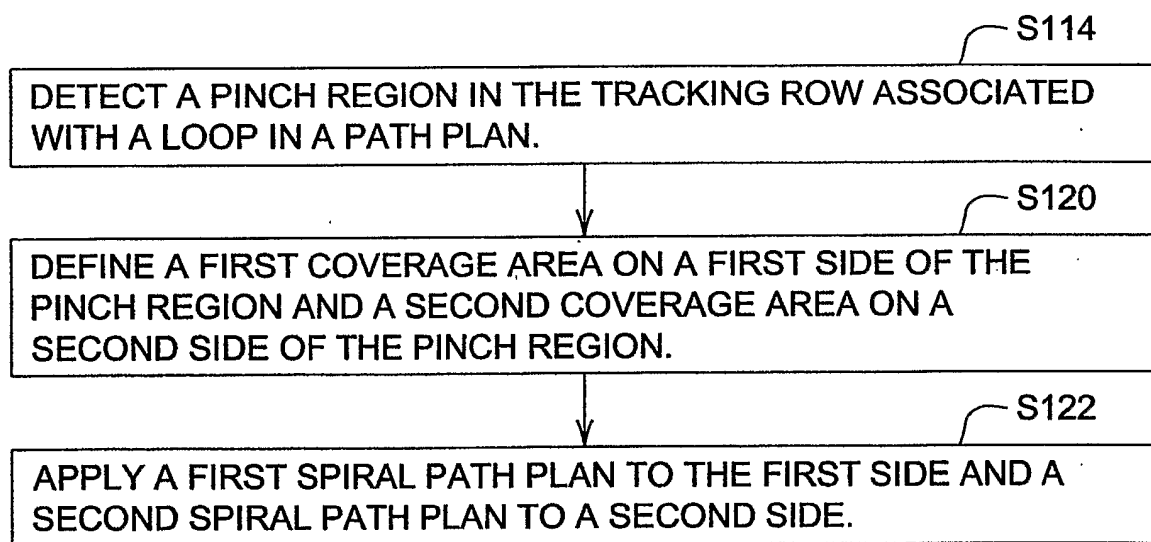 S114
DETECT A PINCH REGION IN THE TRACKING ROW ASSOCIATED
WITH A LOOP IN A PATH PLAN.
S120
DEFINE A FIRST COVERAGE AREA ON A FIRST SIDE OF THE
PINCH REGION AND A SECOND COVERAGE AREA ON A
SECOND SIDE OF THE PINCH REGION.
S122
APPLY A FIRST SPIRAL PATH PLAN TO THE FIRST SIDE AND A
SECOND SPIRAL PATH PLAN TO A SECOND SIDE.